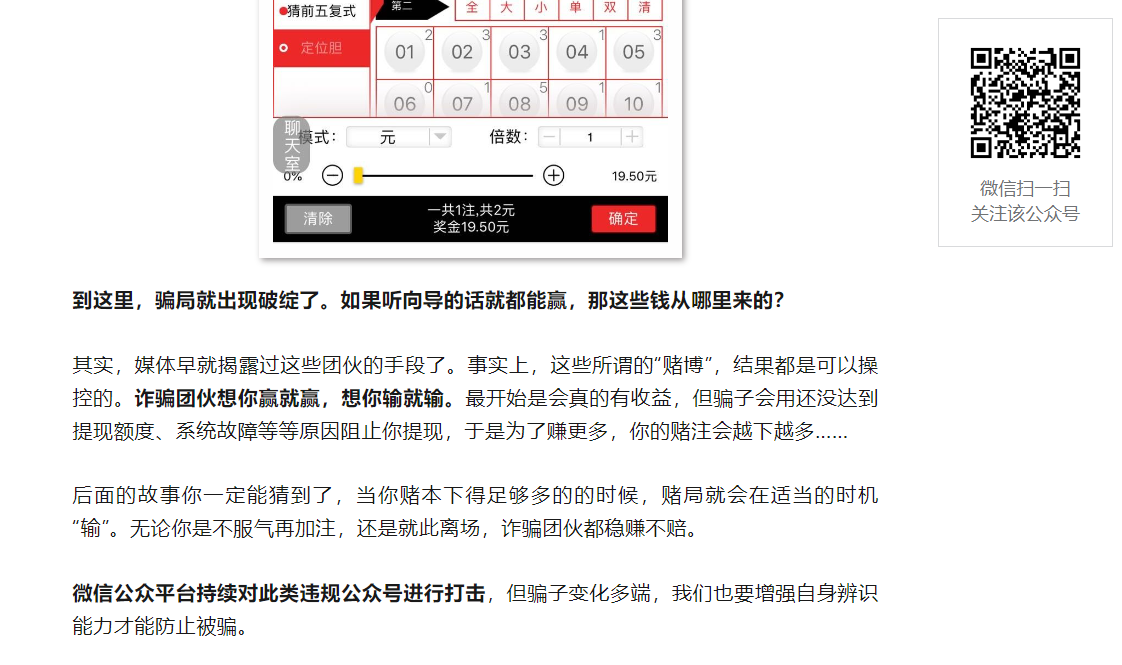 猜前五复式
第二
全 大 小 单 双 清
定位胆
01 2 02 3 03 3 04 1 05 3
06 0 07 1 08 5 09 1 10 1
聊天室
模式： 元 倍数： 1
0% 19.50元
清除
一共1注,共2元
奖金19.50元
确定
微信扫一扫
关注该公众号
到这里，骗局就出现破绽了。如果听向导的话就都能赢，那这些钱从哪里来的？
其实，媒体早就揭露过这些团伙的手段了。事实上，这些所谓的“赌博”，结果都是可以操
控的。诈骗团伙想你赢就赢，想你输就输。最开始是会真的有收益，但骗子会用还没达到
提现额度、系统故障等等原因阻止你提现，于是为了赚更多，你的赌注会越下越多……
后面的故事你一定能猜到了，当你赌本下得足够多的的时候，赌局就会在适当的时机
“输”。无论你是不服气再加注，还是就此离场，诈骗团伙都稳赚不赔。
微信公众平台持续对此类违规公众号进行打击，但骗子变化多端，我们也要增强自身辨识
能力才能防止被骗。